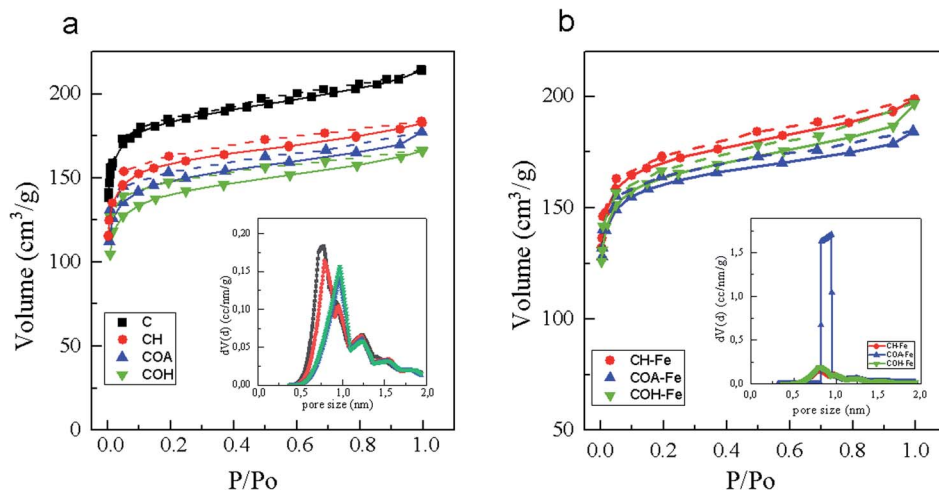 a
Volume (cm³/g)
200
150
100
50
0
0.0 0.2 0.4 0.6 0.8 1.0
P/Po
C
CH
COA
COH
dV(d) (cc/nm/g)
0,20
0,15
0,10
0,05
0,00
0,5 1,0 1,5 2,0
pore size (nm)
b
Volume (cm³/g)
200
150
100
50
0.0 0.2 0.4 0.6 0.8 1.0
P/Po
CH-Fe
COA-Fe
COH-Fe
dV(d) (cc/nm/g)
1,5
1,0
0,5
0,0
0,5 1,0 1,5 2,0
pore size (nm)
CH-Fe
COA-Fe
COH-Fe